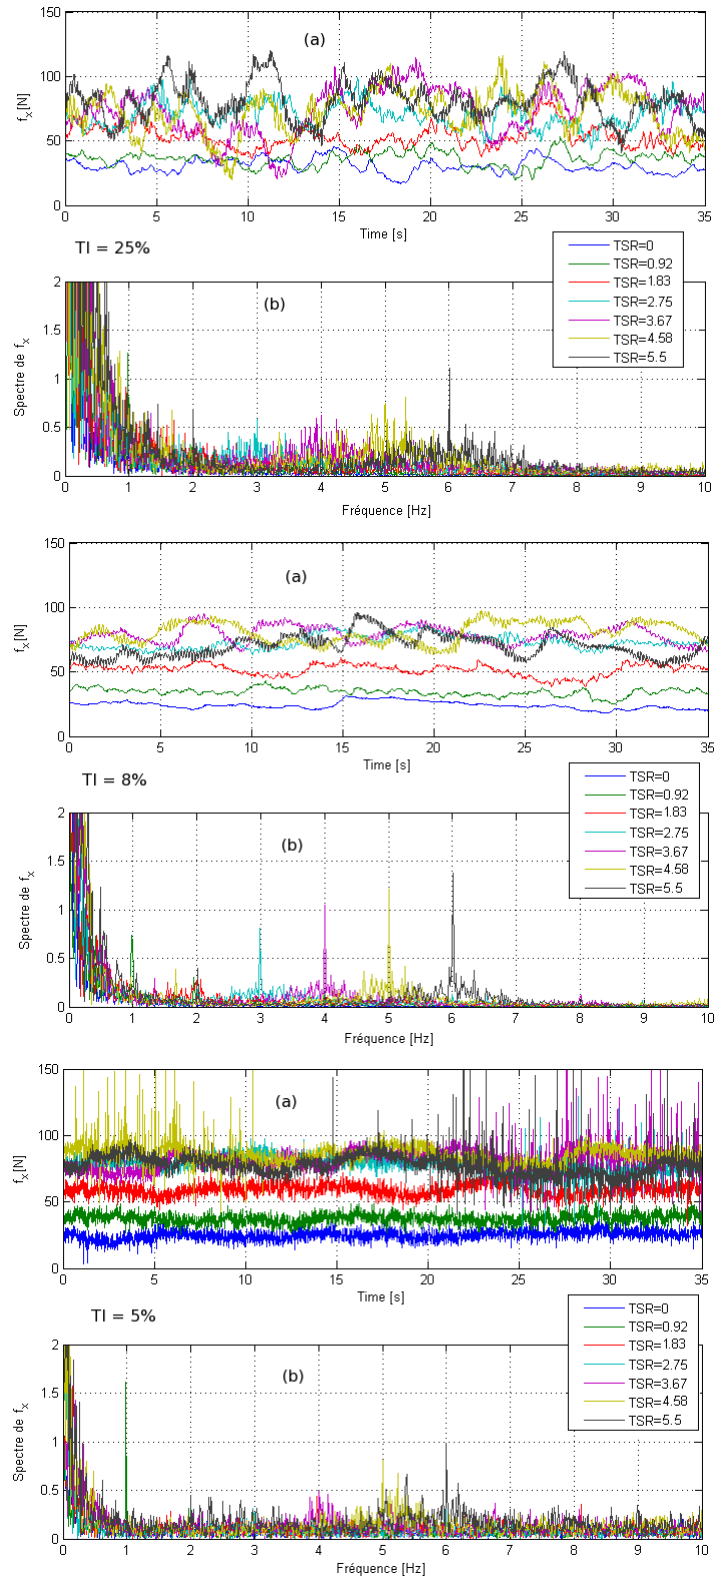 150
(a)
100
f_x[N]
50
0
0 5 10 15 20 25 30 35
Time [s]
TI = 25%
TSR=0
TSR=0.92
TSR=1.83
TSR=2.75
TSR=3.67
TSR=4.58
TSR=5.5
2
(b)
1.5
Spectre de f_x
1
0.5
0
0 1 2 3 4 5 6 7 8 9 10
Fréquence [Hz]
150
(a)
100
f_x[N]
50
0
0 5 10 15 20 25 30 35
Time [s]
TI = 8%
TSR=0
TSR=0.92
TSR=1.83
TSR=2.75
TSR=3.67
TSR=4.58
TSR=5.5
2
(b)
1.5
Spectre de f_x
1
0.5
0
0 1 2 3 4 5 6 7 8 9 10
Fréquence [Hz]
150
(a)
100
f_x[N]
50
0
0 5 10 15 20 25 30 35
Time [s]
TI = 5%
TSR=0
TSR=0.92
TSR=1.83
TSR=2.75
TSR=3.67
TSR=4.58
TSR=5.5
2
(b)
1.5
Spectre de f_x
1
0.5
0
0 1 2 3 4 5 6 7 8 9 10
Fréquence [Hz]